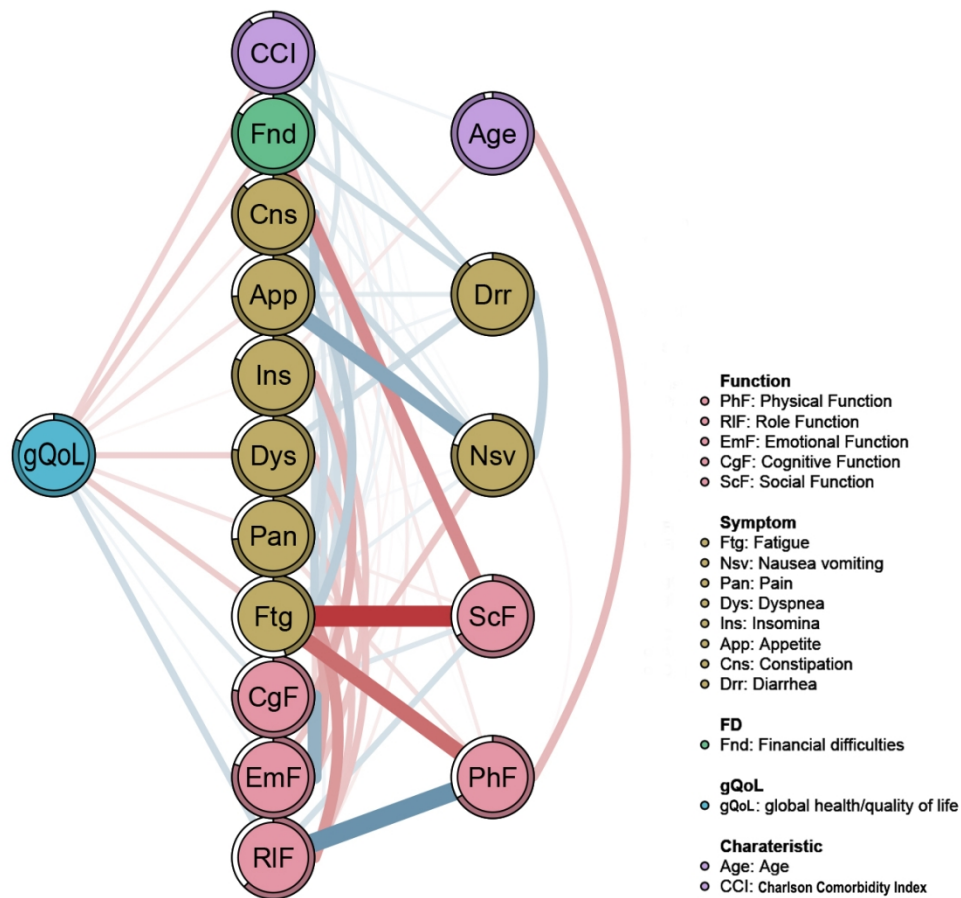 CCI
Fnd
Age
Cns
App
Drr
Ins
gQoL
Dys
Nsv
Pan
Ftg
ScF
CgF
EmF
PhF
RlF
Function
PhF: Physical Function
RlF: Role Function
EmF: Emotional Function
CgF: Cognitive Function
ScF: Social Function
Symptom
Ftg: Fatigue
Nsv: Nausea vomiting
Pan: Pain
Dys: Dyspnea
Ins: Insomina
App: Appetite
Cns: Constipation
Drr: Diarrhea
FD
Fnd: Financial difficulties
gQoL
gQoL: global health/quality of life
Charateristic
Age: Age
CCI: Charlson Comorbidity Index